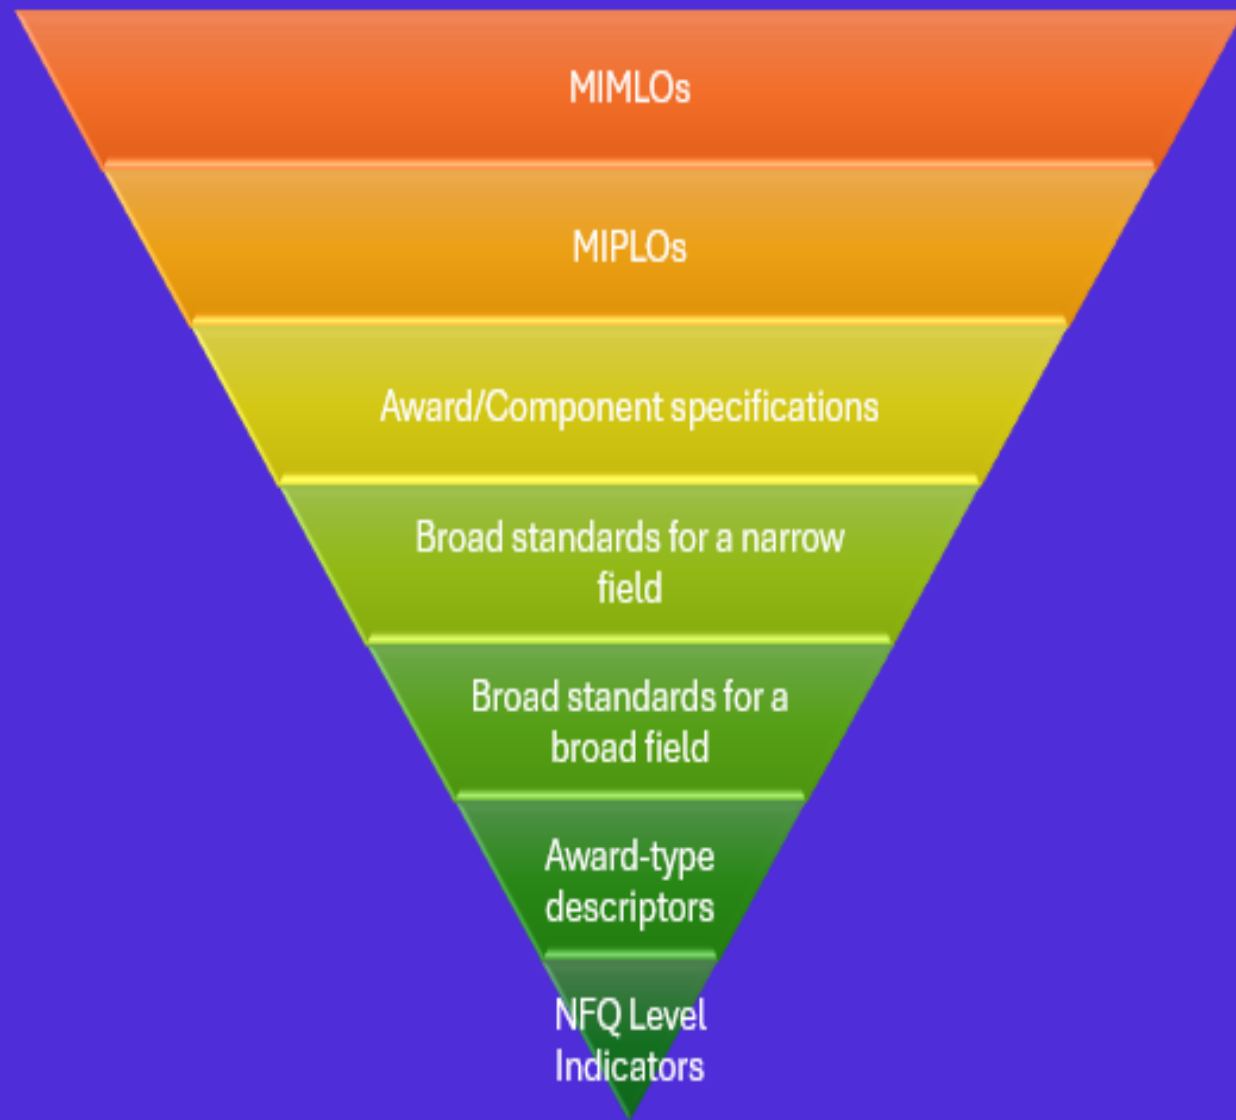 MIMLOs
MIPLOs
Award/Component specifications
Broad standards for a narrow
field
Broad standards for a
broad field
Award-type
descriptors
NFQ Level
Indicators